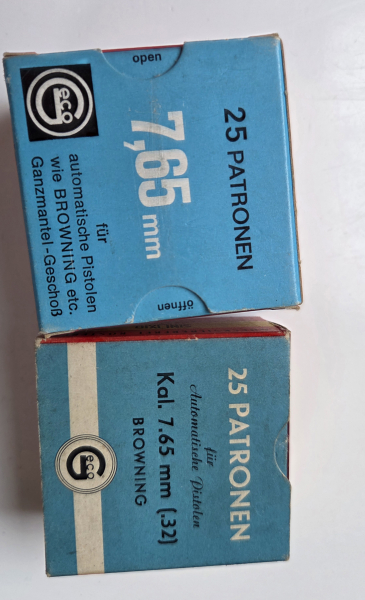 open
25 PATRONEN
7,65 mm
Geco
für
automatische Pistolen
wie BROWNING etc.
Ganzmantel-Geschoß
öffnen
25 PATRONEN
für
Automatische Pistolen
Kal. 7.65 mm (.32)
BROWNING
Geco